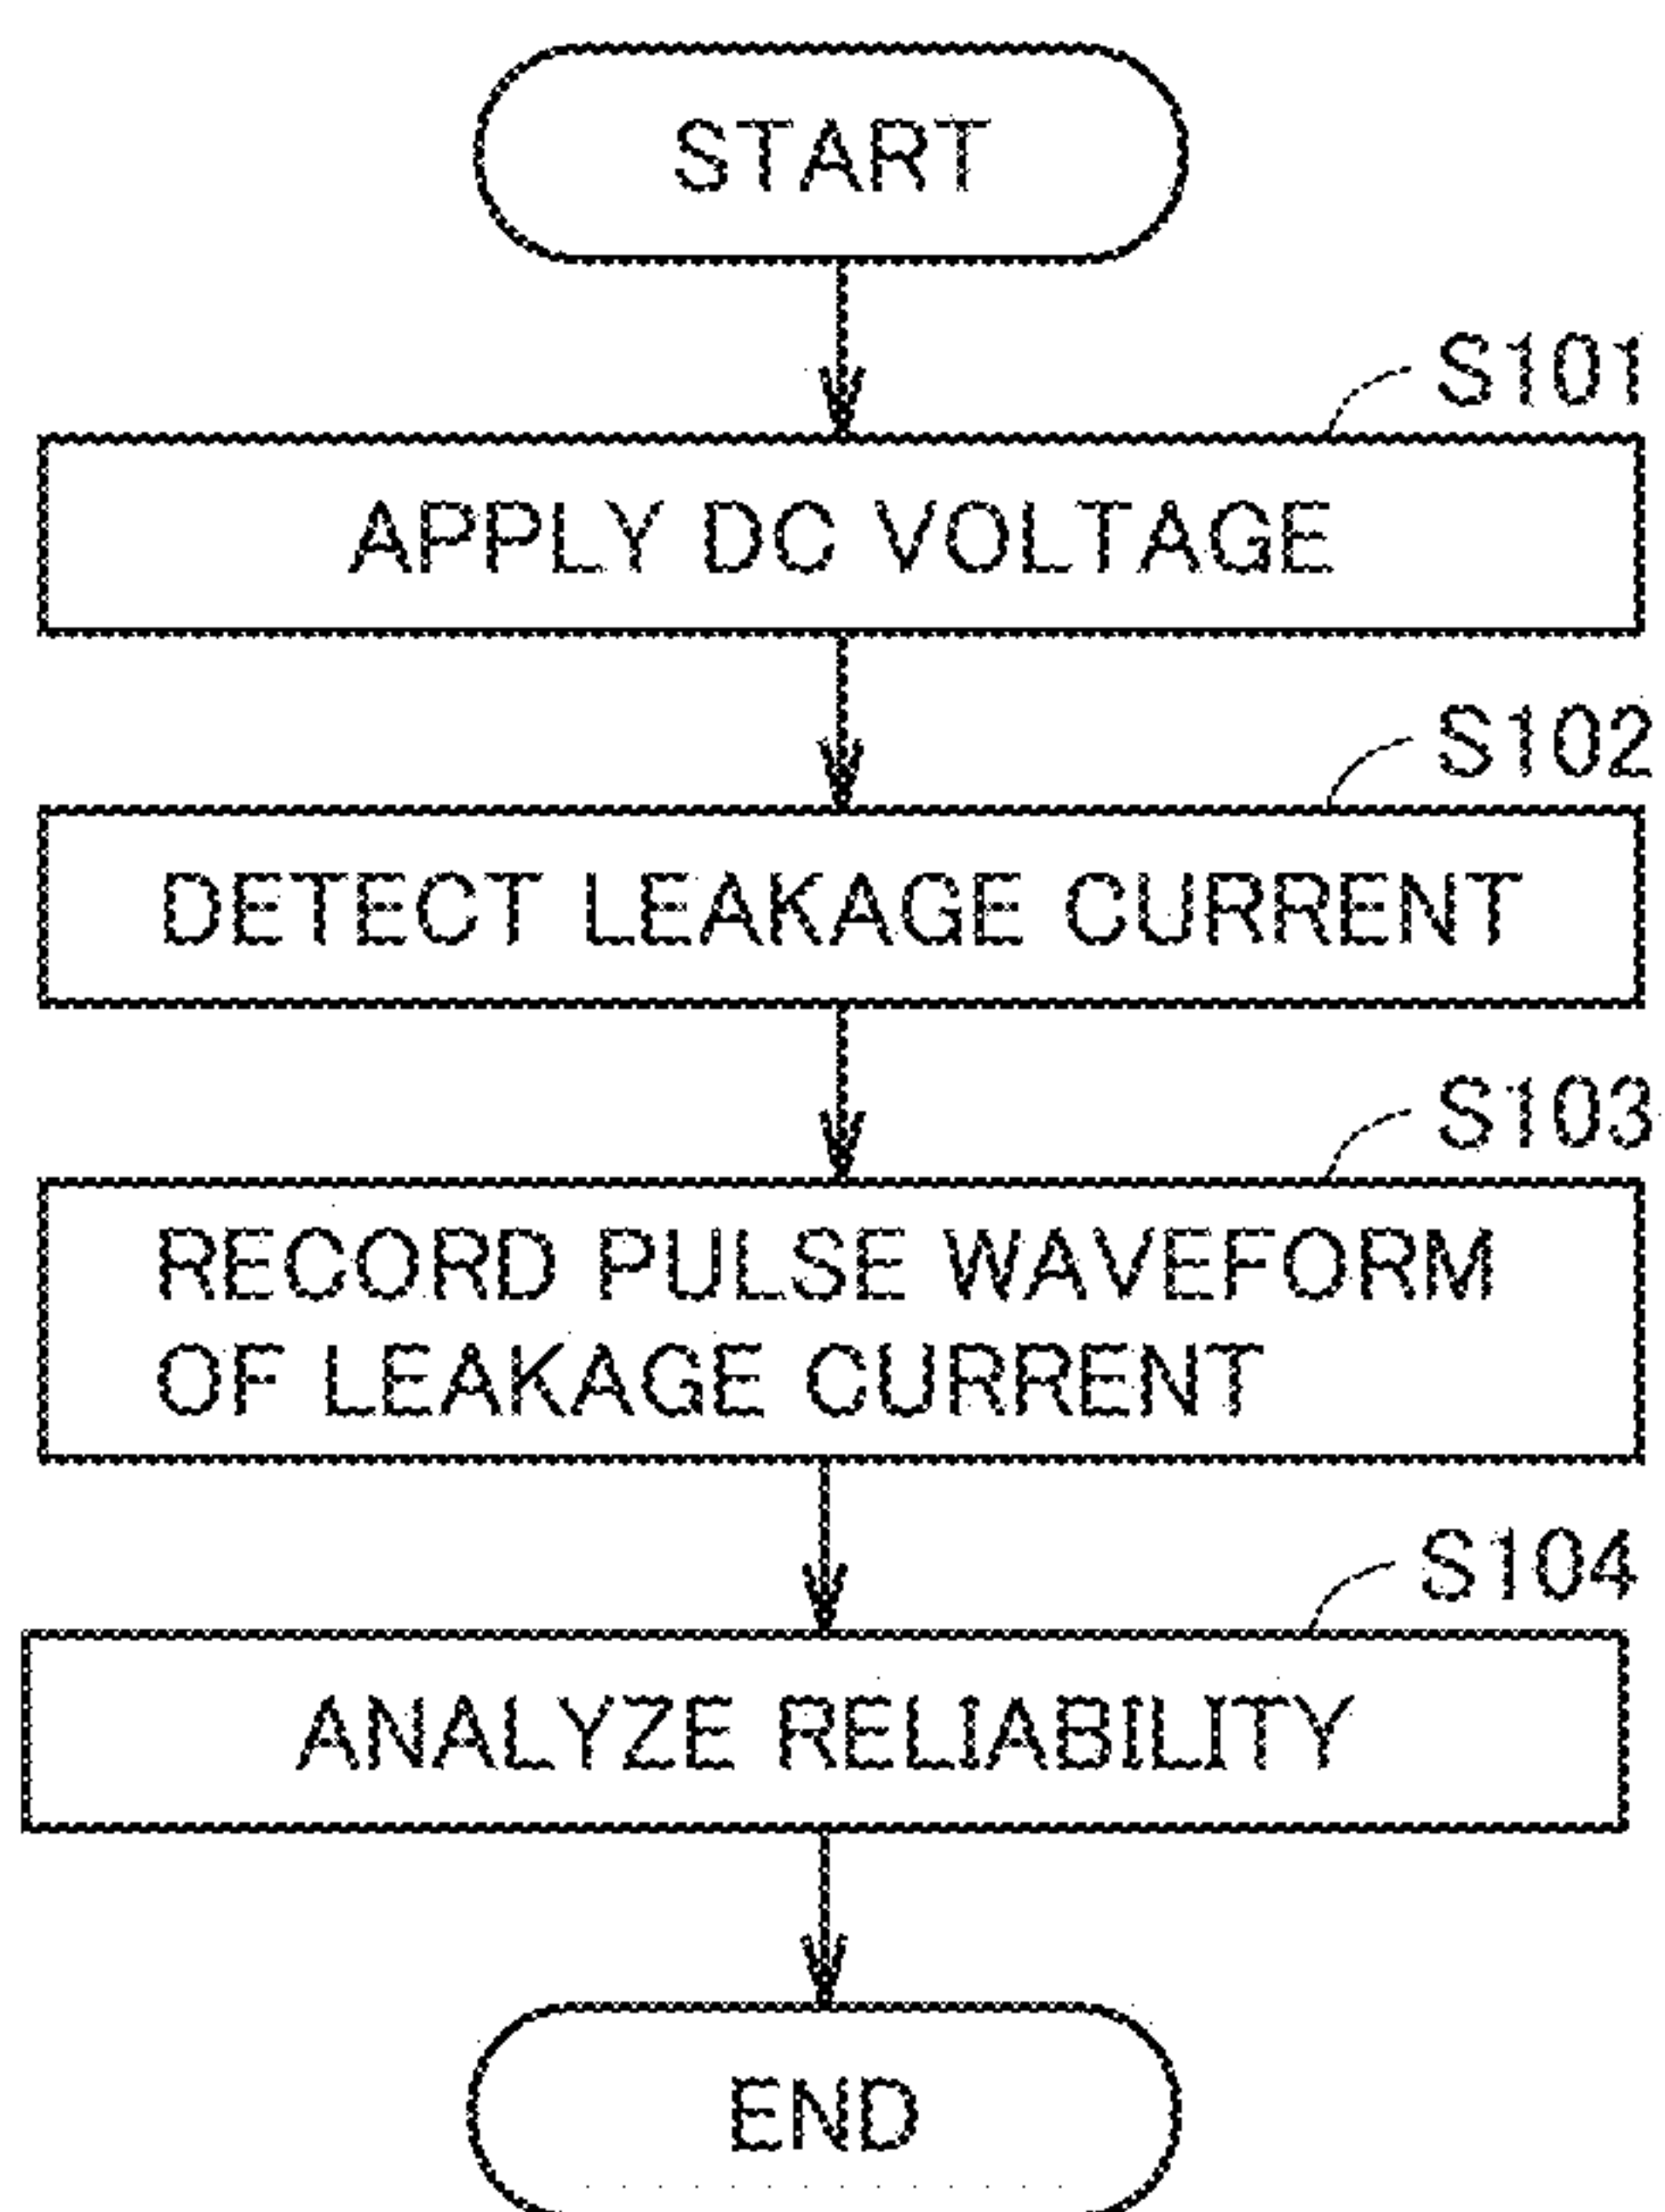 START
S101
APPLY DC VOLTAGE
S102
DETECT LEAKAGE CURRENT
S103
RECORD PULSE WAVEFORM
OF LEAKAGE CURRENT
S104
ANALYZE RELIABILITY
END